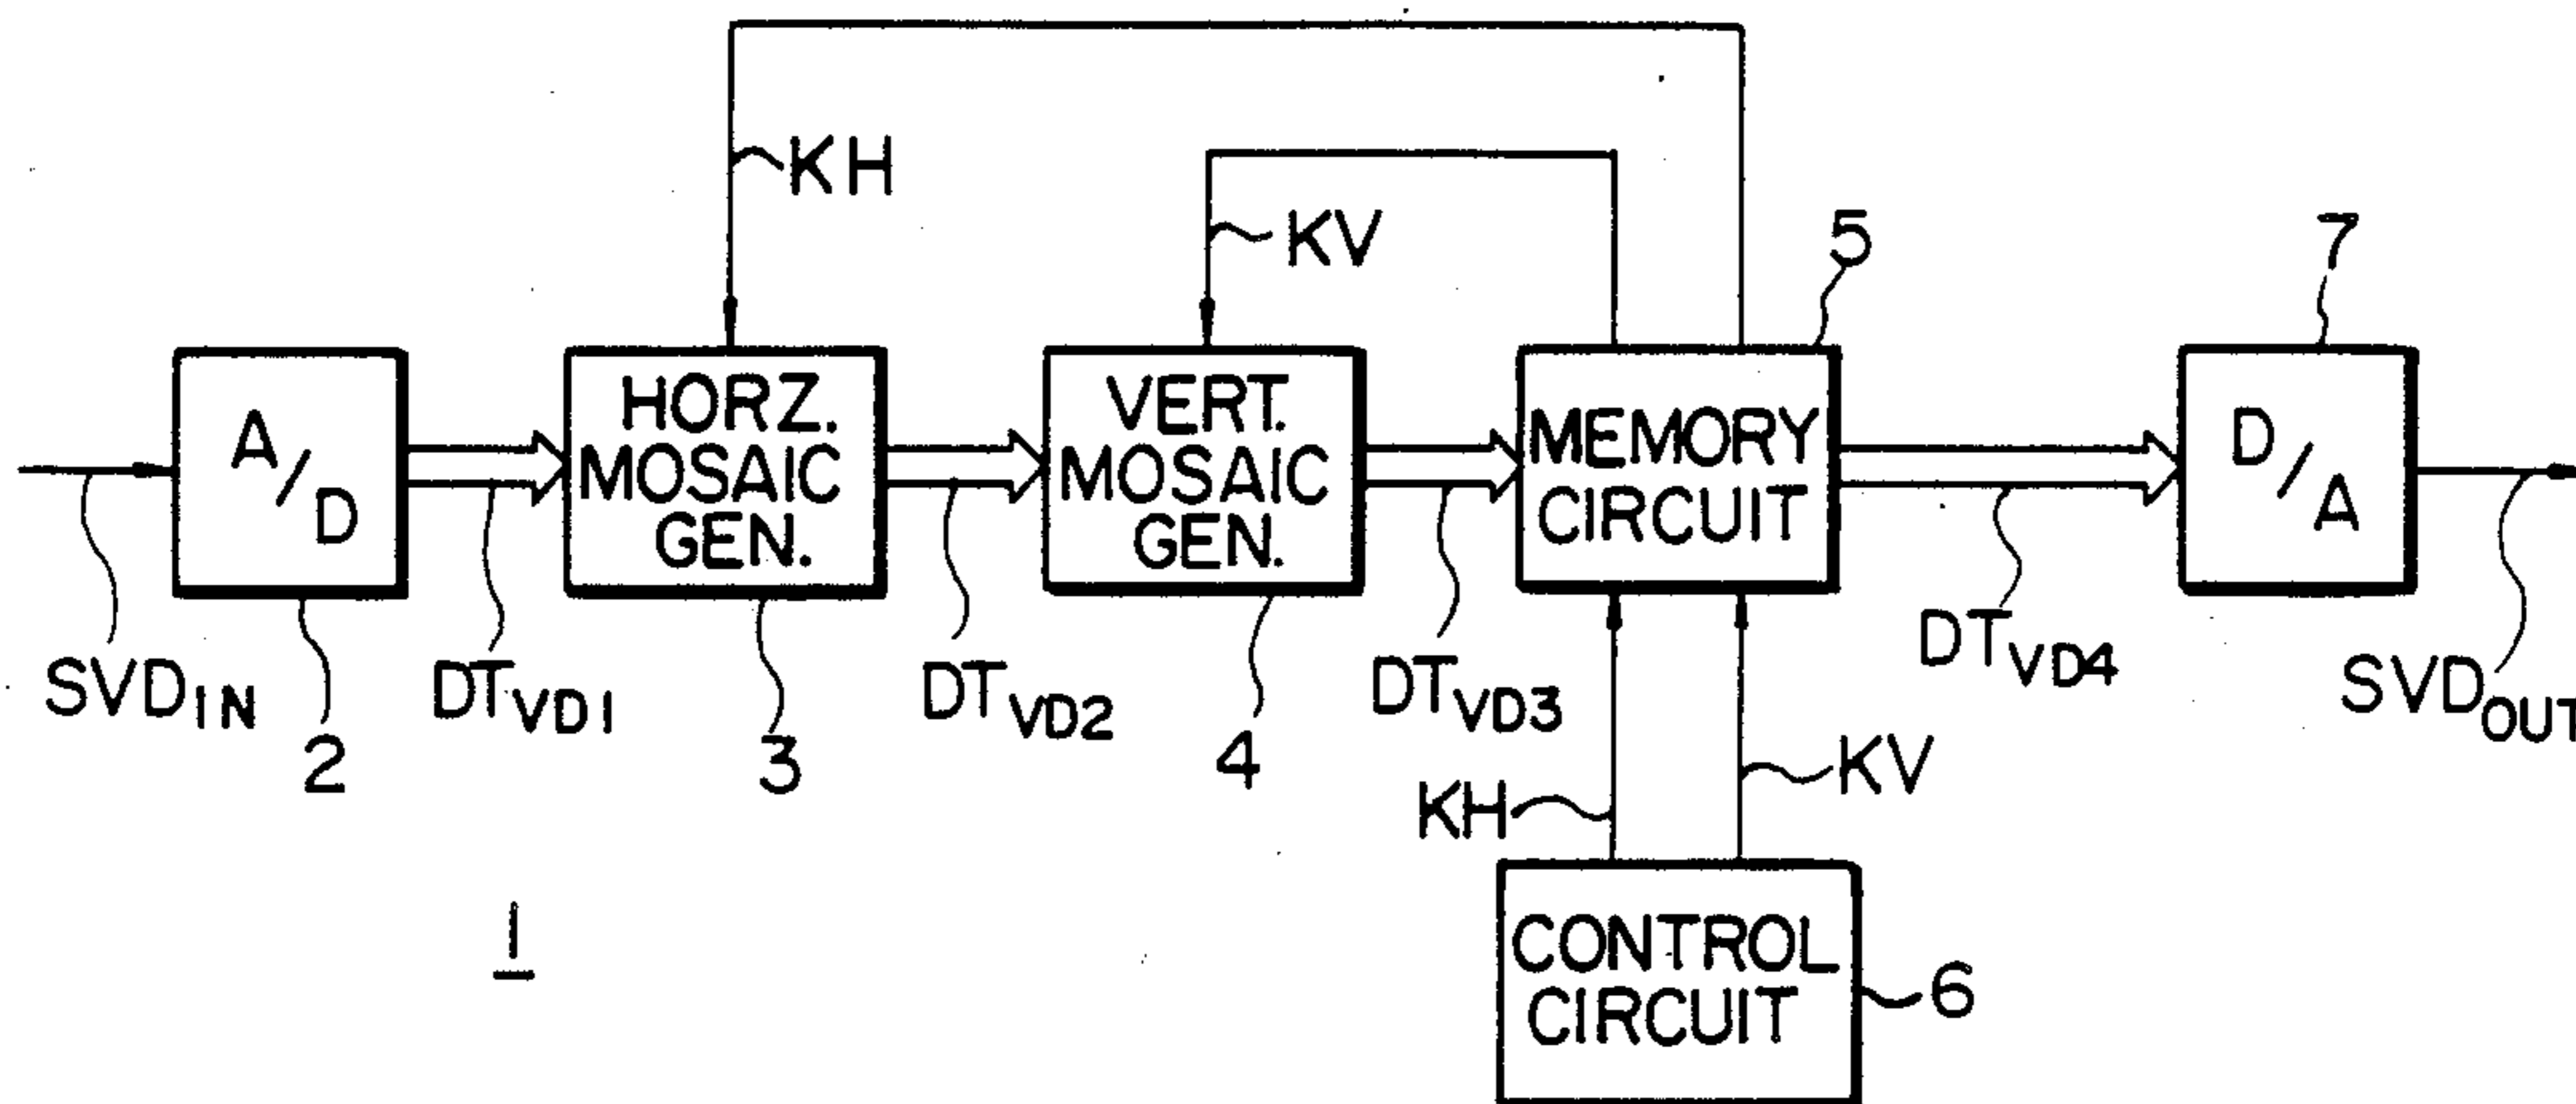 KH
KV
5
7
A/D
HORZ.
MOSAIC
GEN.
VERT.
MOSAIC
GEN.
MEMORY
CIRCUIT
D/A
SVDIN
2
DTVD1
3
DTVD2
4
DTVD3
DTVD4
SVDOUT
KH
KV
1
CONTROL
CIRCUIT
6